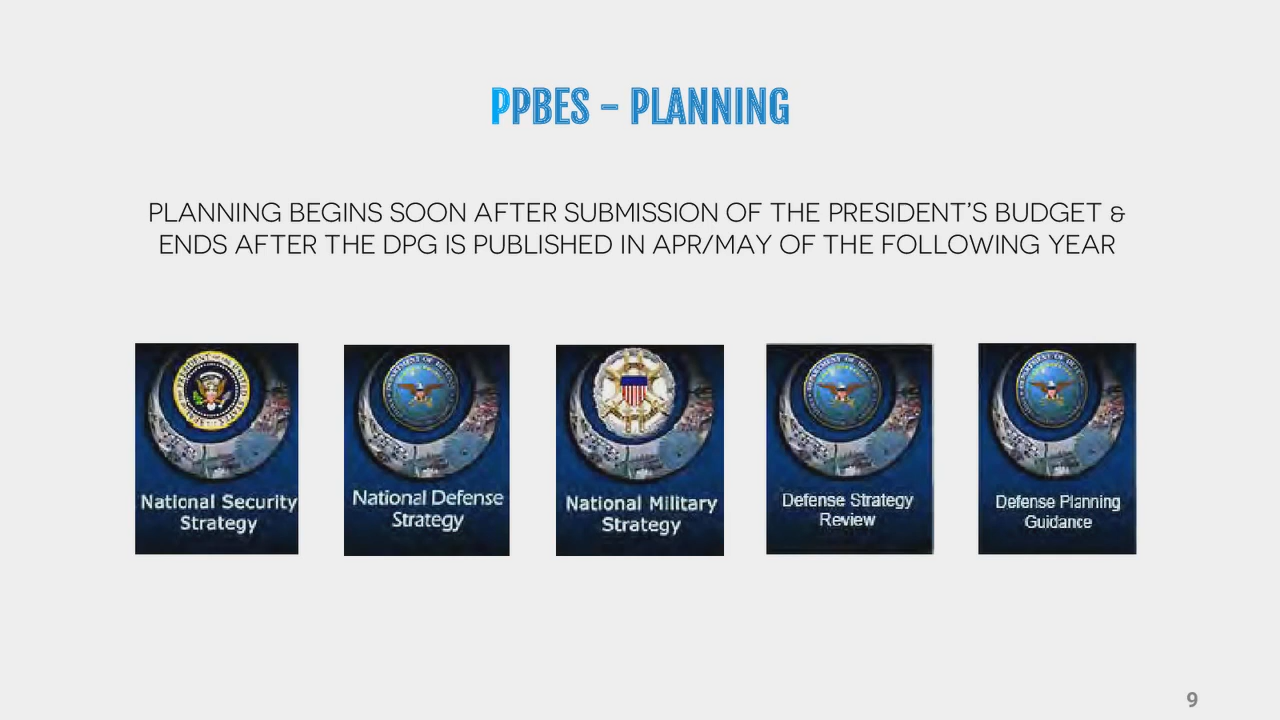 PPBES – PLANNING
PLANNING BEGINS SOON AFTER SUBMISSION OF THE PRESIDENT'S BUDGET &
ENDS AFTER THE DPG IS PUBLISHED IN APR/MAY OF THE FOLLOWING YEAR
National Security
Strategy
National Defense
Strategy
National Military
Strategy
Defense Strategy
Review
Defense Planning
Guidance
9